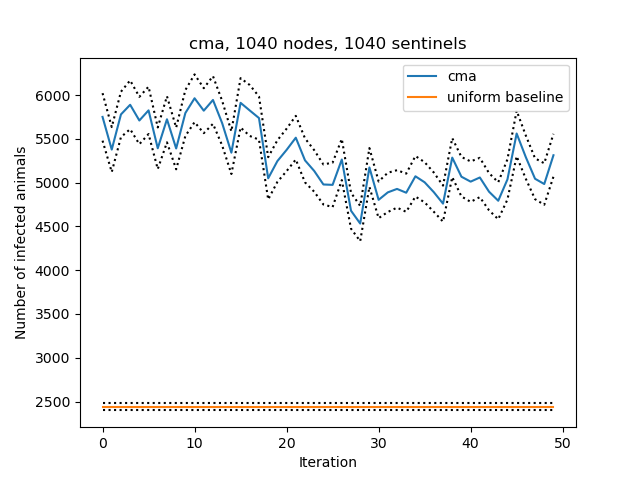 cma, 1040 nodes, 1040 sentinels
cma
uniform baseline
Number of infected animals
6000
5500
5000
4500
4000
3500
3000
2500
0 10 20 30 40 50
Iteration